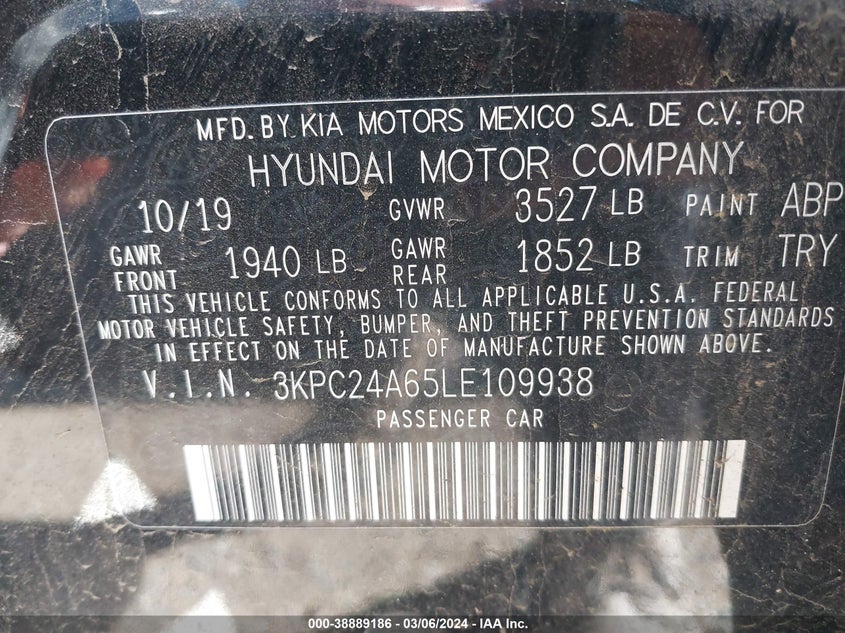 MFD. BY KIA MOTORS MEXICO S.A. DE C.V. FOR
HYUNDAI MOTOR COMPANY
10/19 GVWR 3527 LB PAINT ABP
GAWR FRONT 1940 LB GAWR REAR 1852 LB TRIM TRY
THIS VEHICLE CONFORMS TO ALL APPLICABLE U.S.A. FEDERAL
MOTOR VEHICLE SAFETY, BUMPER, AND THEFT PREVENTION STANDARDS
IN EFFECT ON THE DATE OF MANUFACTURE SHOWN ABOVE.
V.I.N. 3KPC24A65LE109938
PASSENGER CAR
000-38889186 - 03/06/2024 - IAA Inc.